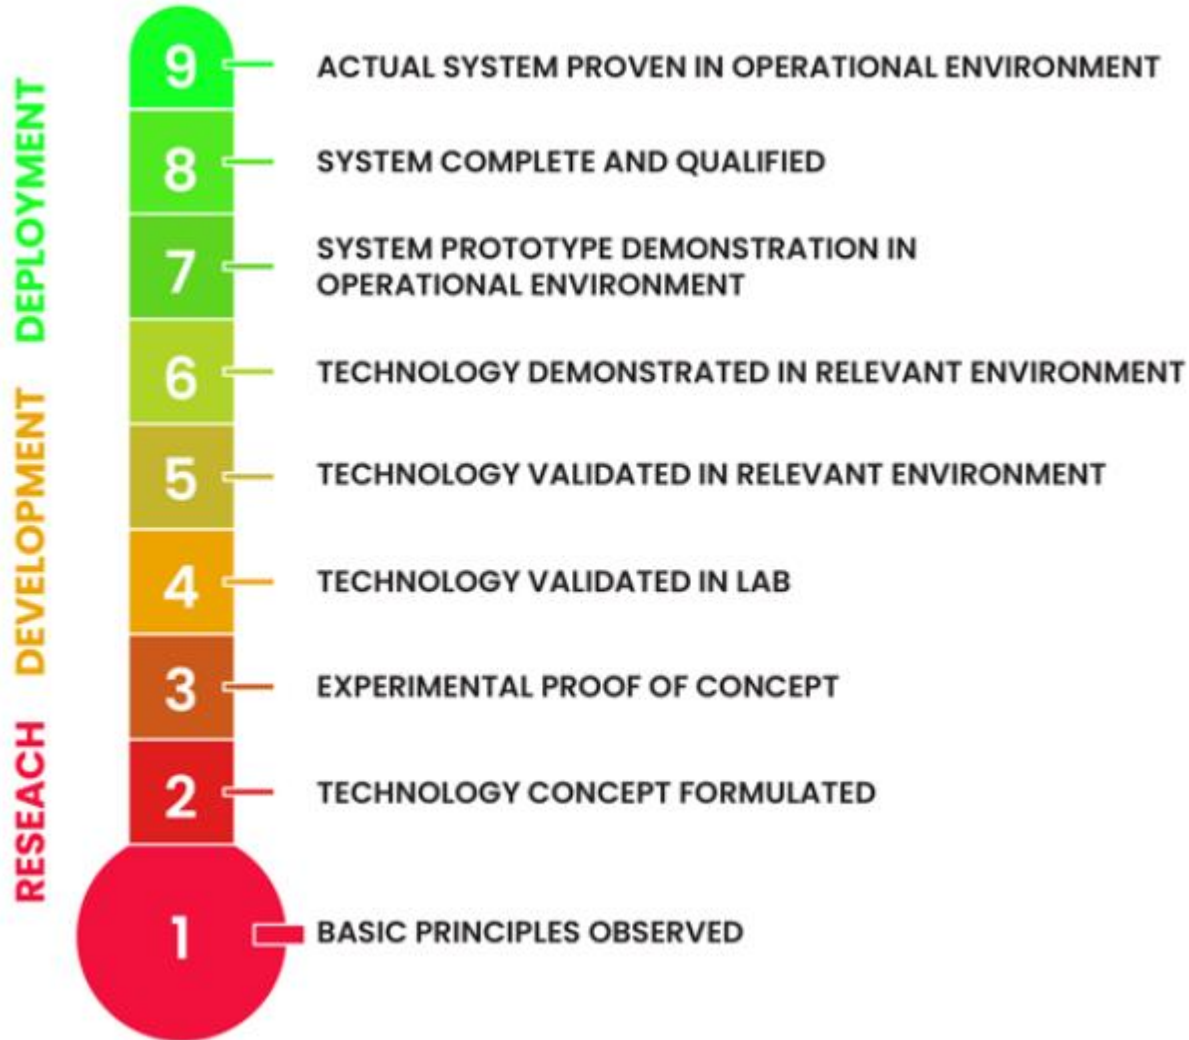 DEPLOYMENT
9
ACTUAL SYSTEM PROVEN IN OPERATIONAL ENVIRONMENT
8
SYSTEM COMPLETE AND QUALIFIED
7
SYSTEM PROTOTYPE DEMONSTRATION IN
OPERATIONAL ENVIRONMENT
DEVELOPMENT
6
TECHNOLOGY DEMONSTRATED IN RELEVANT ENVIRONMENT
5
TECHNOLOGY VALIDATED IN RELEVANT ENVIRONMENT
4
TECHNOLOGY VALIDATED IN LAB
RESEACH
3
EXPERIMENTAL PROOF OF CONCEPT
2
TECHNOLOGY CONCEPT FORMULATED
1
BASIC PRINCIPLES OBSERVED